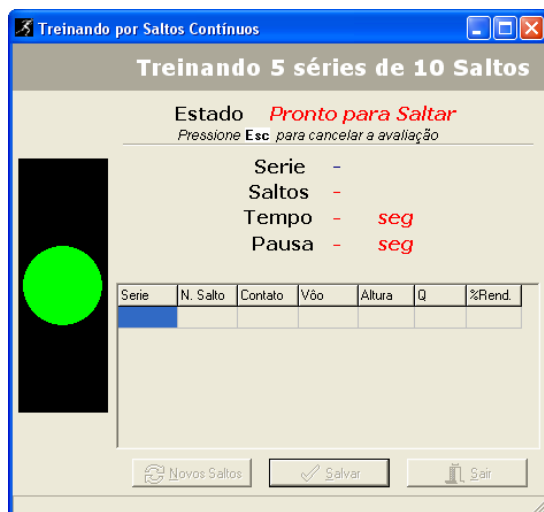 Treinando por Saltos Contínuos
Treinando 5 séries de 10 Saltos
Estado Pronto para Saltar
Pressione Esc para cancelar a avaliação
Serie -
Saltos -
Tempo - seg
Pausa - seg
Serie N. Salto Contato Vôo Altura Q %Rend.
Novos Saltos Salvar Sair